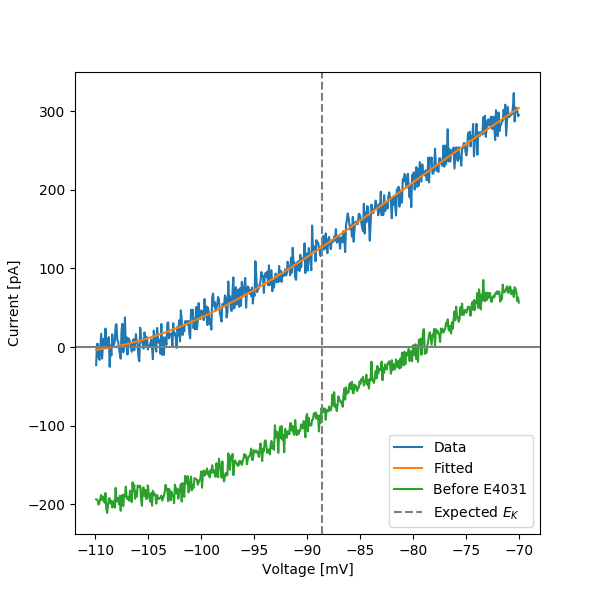 300
200
100
0
−100
−200
Current [pA]
−110
−105
−100
−95
−90
−85
−80
−75
−70
Voltage [mV]
Data
Fitted
Before E4031
Expected E_K